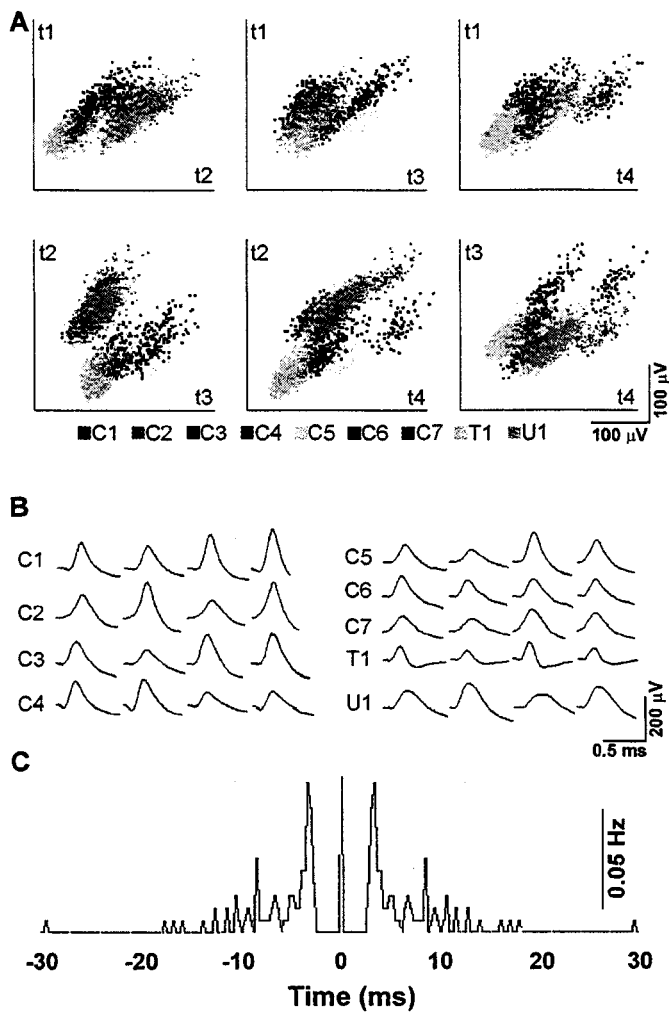 A
t1 t1 t1
t2 t3 t4
t2 t2 t3
t3 t4 t4
100 µV
100 µV
C1 C2 C3 C4 C5 C6 C7 T1 U1
B
C1 C5
C2 C6
C3 C7
C4 T1
U1
200 µV
0.5 ms
C
0.05 Hz
-30 -20 -10 0 10 20 30
Time (ms)